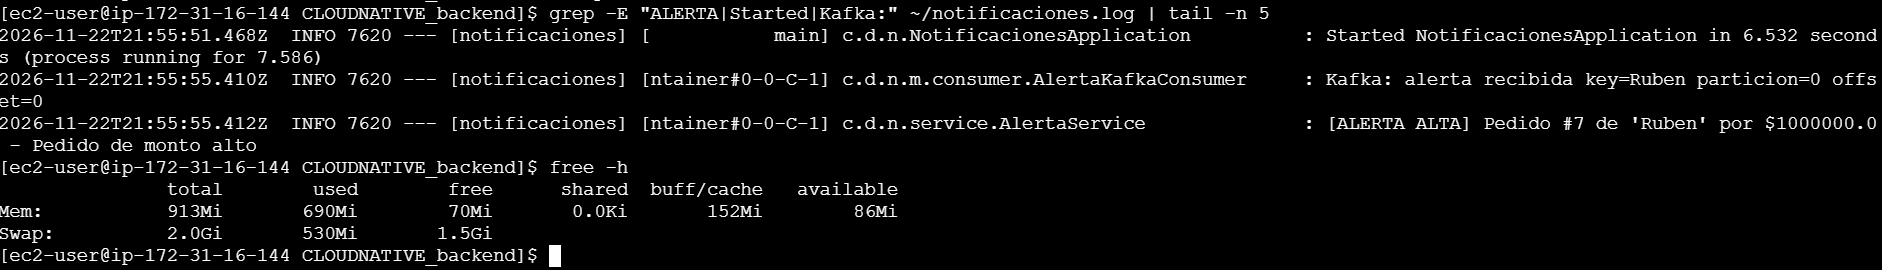 [ec2-user@ip-172-31-16-144 CLOUDNATIVE_backend]$ grep -E "ALERTA|Started|Kafka:" ~/notificaciones.log | tail -n 5
2026-11-22T21:55:51.468Z  INFO 7620 --- [notificaciones] [           main] c.d.n.NotificacionesApplication          : Started NotificacionesApplication in 6.532 second
s (process running for 7.586)
2026-11-22T21:55:55.410Z  INFO 7620 --- [notificaciones] [ntainer#0-0-C-1] c.d.n.m.consumer.AlertaKafkaConsumer     : Kafka: alerta recibida key=Ruben particion=0 offs
et=0
2026-11-22T21:55:55.412Z  INFO 7620 --- [notificaciones] [ntainer#0-0-C-1] c.d.n.service.AlertaService              : [ALERTA ALTA] Pedido #7 de 'Ruben' por $1000000.0
 - Pedido de monto alto
[ec2-user@ip-172-31-16-144 CLOUDNATIVE_backend]$ free -h
               total        used        free      shared  buff/cache   available
Mem:           913Mi       690Mi        70Mi       0.0Ki       152Mi        86Mi
Swap:          2.0Gi       530Mi       1.5Gi
[ec2-user@ip-172-31-16-144 CLOUDNATIVE_backend]$